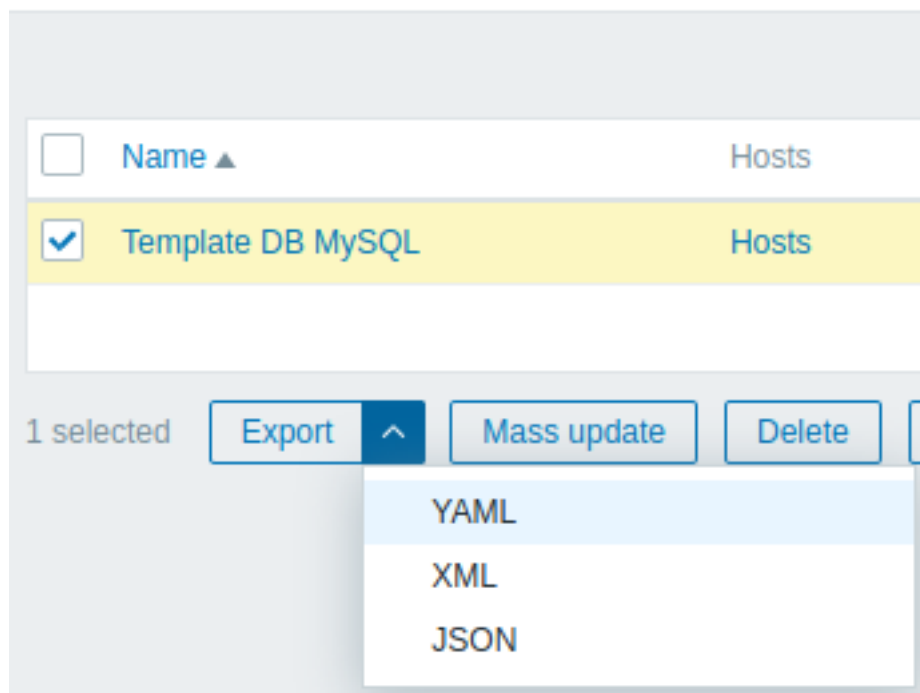 Name ▲ Hosts
Template DB MySQL Hosts
1 selected Export Mass update Delete
YAML
XML
JSON